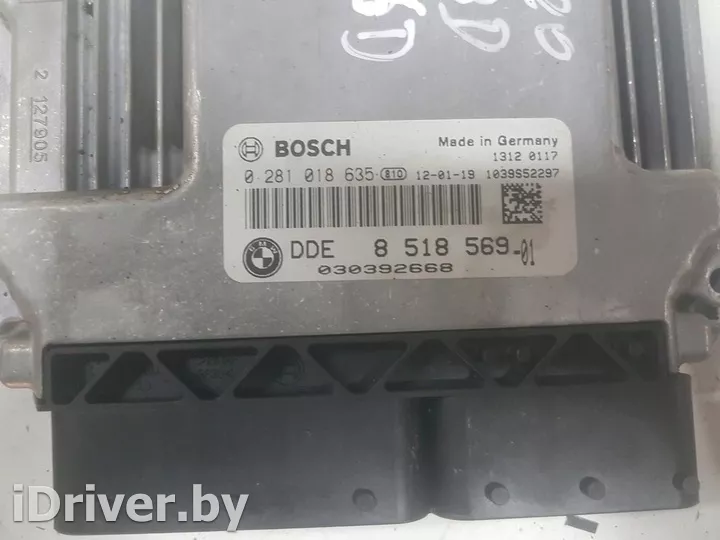 2 127905
BOSCH
Made in Germany
1312 0117
0 281 018 635 810 12-01-19 1039S52297
DDE 8 518 569-01
030392668
iDriver.by